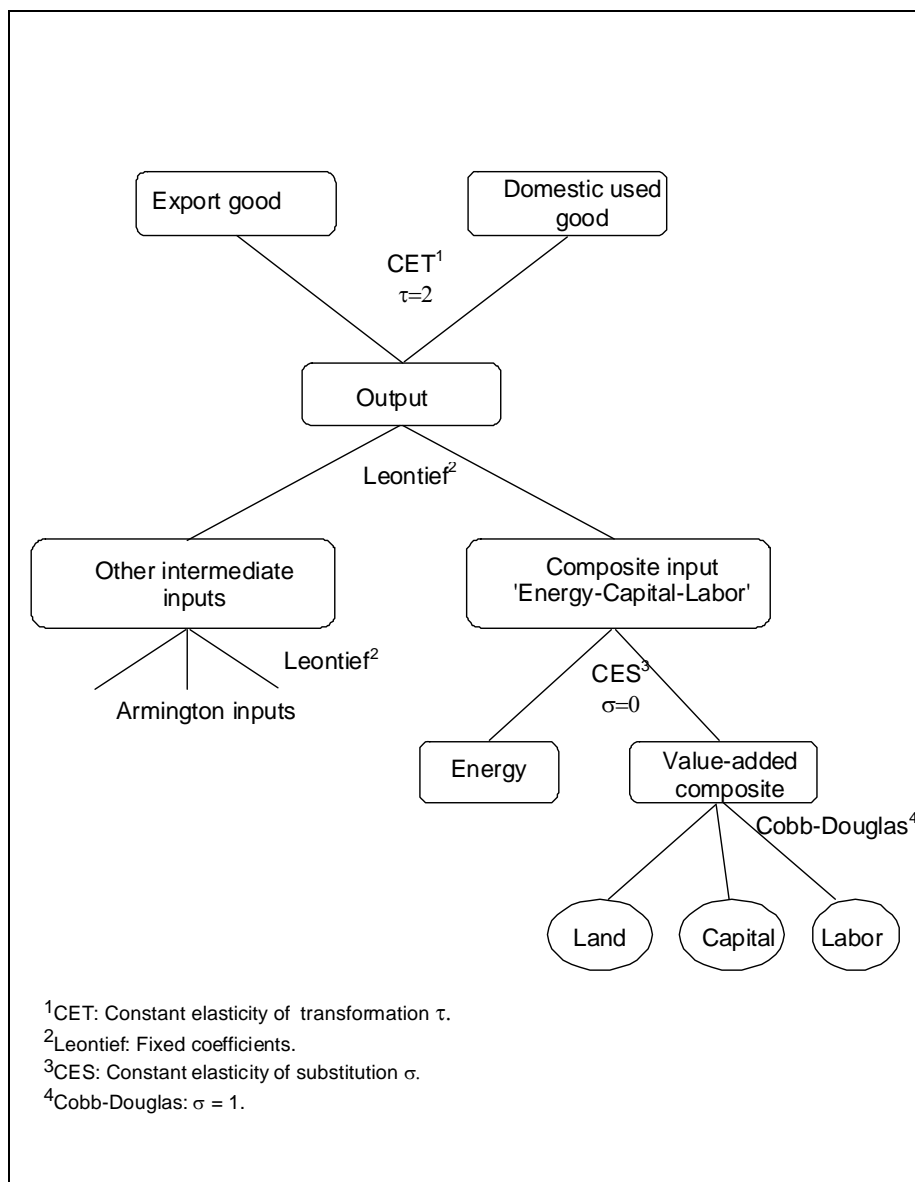 Export good
Domestic used
good
CET¹
τ=2
Output
Leontief²
Other intermediate
inputs
Composite input
'Energy-Capital-Labor'
Leontief²
Armington inputs
CES³
σ=0
Energy
Value-added
composite
Cobb-Douglas⁴
Land
Capital
Labor
¹CET: Constant elasticity of transformation τ.
²Leontief: Fixed coefficients.
³CES: Constant elasticity of substitution σ.
⁴Cobb-Douglas: σ = 1.